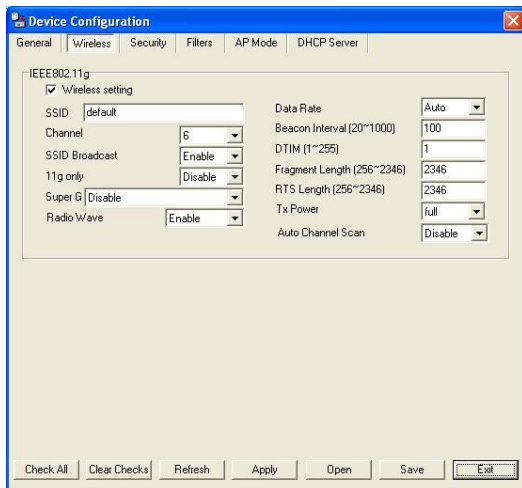 Device Configuration
General Wireless Security Filters AP Mode DHCP Server
IEEE802.11g
Wireless setting
SSID default
Channel 6
SSID Broadcast Enable
11g only Disable
Super G Disable
Radio Wave Enable
Data Rate Auto
Beacon Interval (20~1000) 100
DTIM (1~255) 1
Fragment Length (256~2346) 2346
RTS Length (256~2346) 2346
Tx Power full
Auto Channel Scan Disable
Check All Clear Checks Refresh Apply Open Save Exit